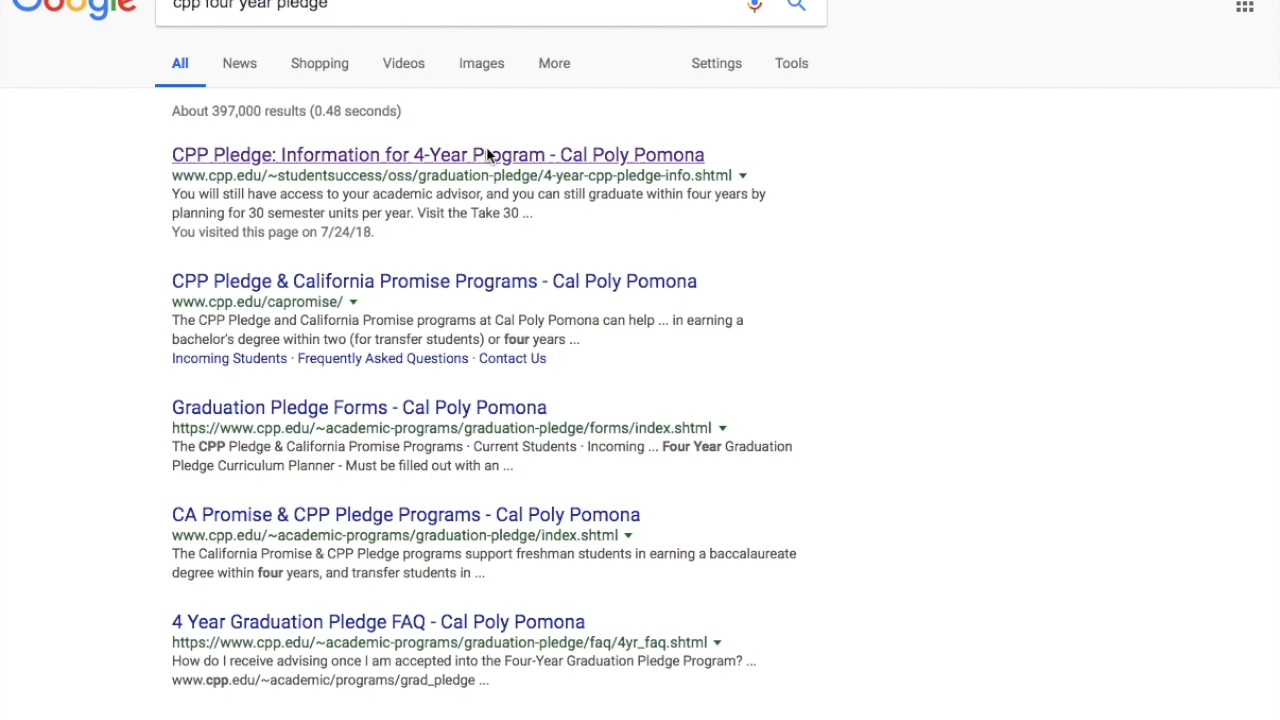 Google
cpp four year pledge
All News Shopping Videos Images More Settings Tools
About 397,000 results (0.48 seconds)
CPP Pledge: Information for 4-Year Program - Cal Poly Pomona
www.cpp.edu/~studentsuccess/oss/graduation-pledge/4-year-cpp-pledge-info.shtml
You will still have access to your academic advisor, and you can still graduate within four years by
planning for 30 semester units per year. Visit the Take 30 ...
You visited this page on 7/24/18.
CPP Pledge & California Promise Programs - Cal Poly Pomona
www.cpp.edu/capromise/
The CPP Pledge and California Promise programs at Cal Poly Pomona can help ... in earning a
bachelor's degree within two (for transfer students) or four years ...
Incoming Students · Frequently Asked Questions · Contact Us
Graduation Pledge Forms - Cal Poly Pomona
https://www.cpp.edu/~academic-programs/graduation-pledge/forms/index.shtml
The CPP Pledge & California Promise Programs · Current Students · Incoming ... Four Year Graduation
Pledge Curriculum Planner - Must be filled out with an ...
CA Promise & CPP Pledge Programs - Cal Poly Pomona
www.cpp.edu/~academic-programs/graduation-pledge/index.shtml
The California Promise & CPP Pledge programs support freshman students in earning a baccalaureate
degree within four years, and transfer students in ...
4 Year Graduation Pledge FAQ - Cal Poly Pomona
https://www.cpp.edu/~academic-programs/graduation-pledge/faq/4yr_faq.shtml
How do I receive advising once I am accepted into the Four-Year Graduation Pledge Program? ...
www.cpp.edu/~academic/programs/grad_pledge ...